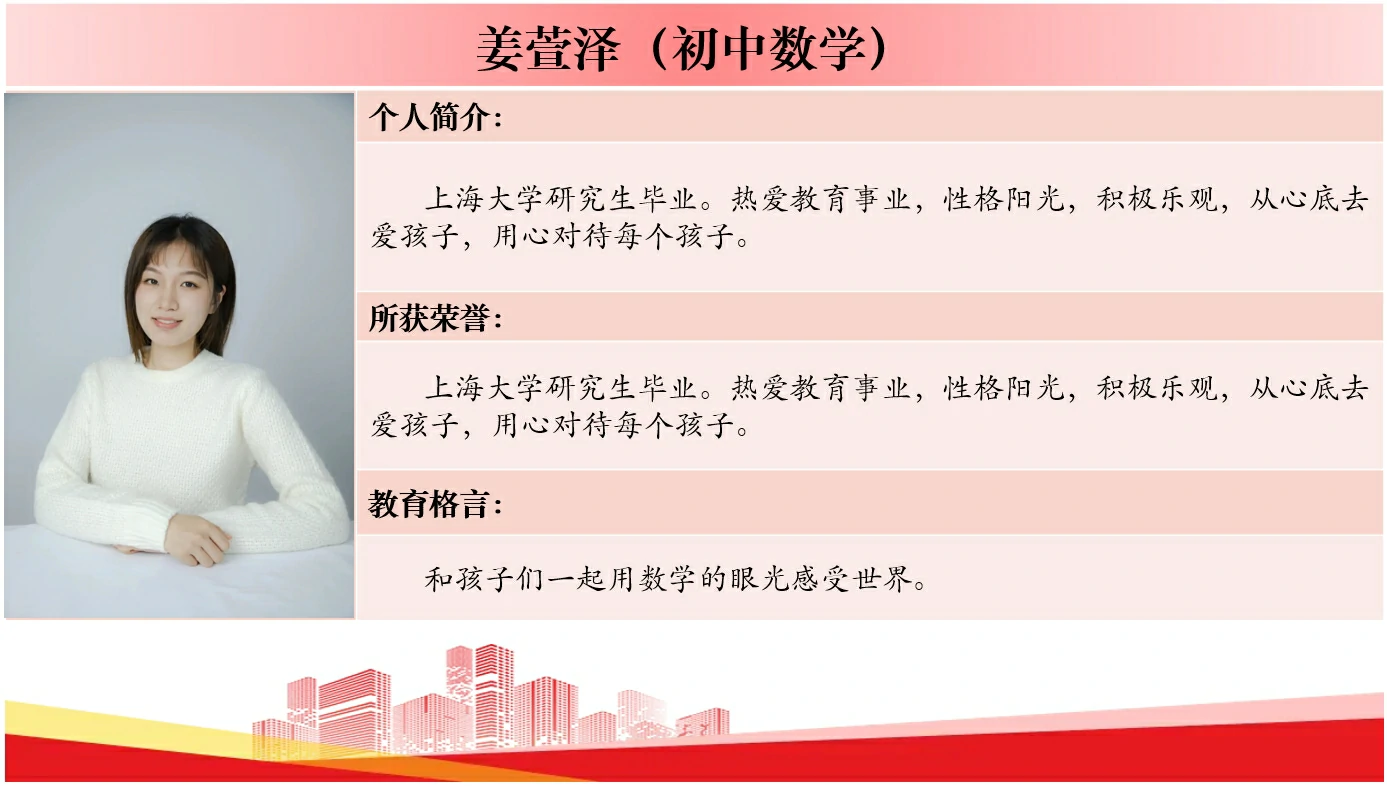 姜萱泽（初中数学）
个人简介：
上海大学研究生毕业。热爱教育事业，性格阳光，积极乐观，从心底去
爱孩子，用心对待每个孩子。
所获荣誉：
上海大学研究生毕业。热爱教育事业，性格阳光，积极乐观，从心底去
爱孩子，用心对待每个孩子。
教育格言：
和孩子们一起用数学的眼光感受世界。